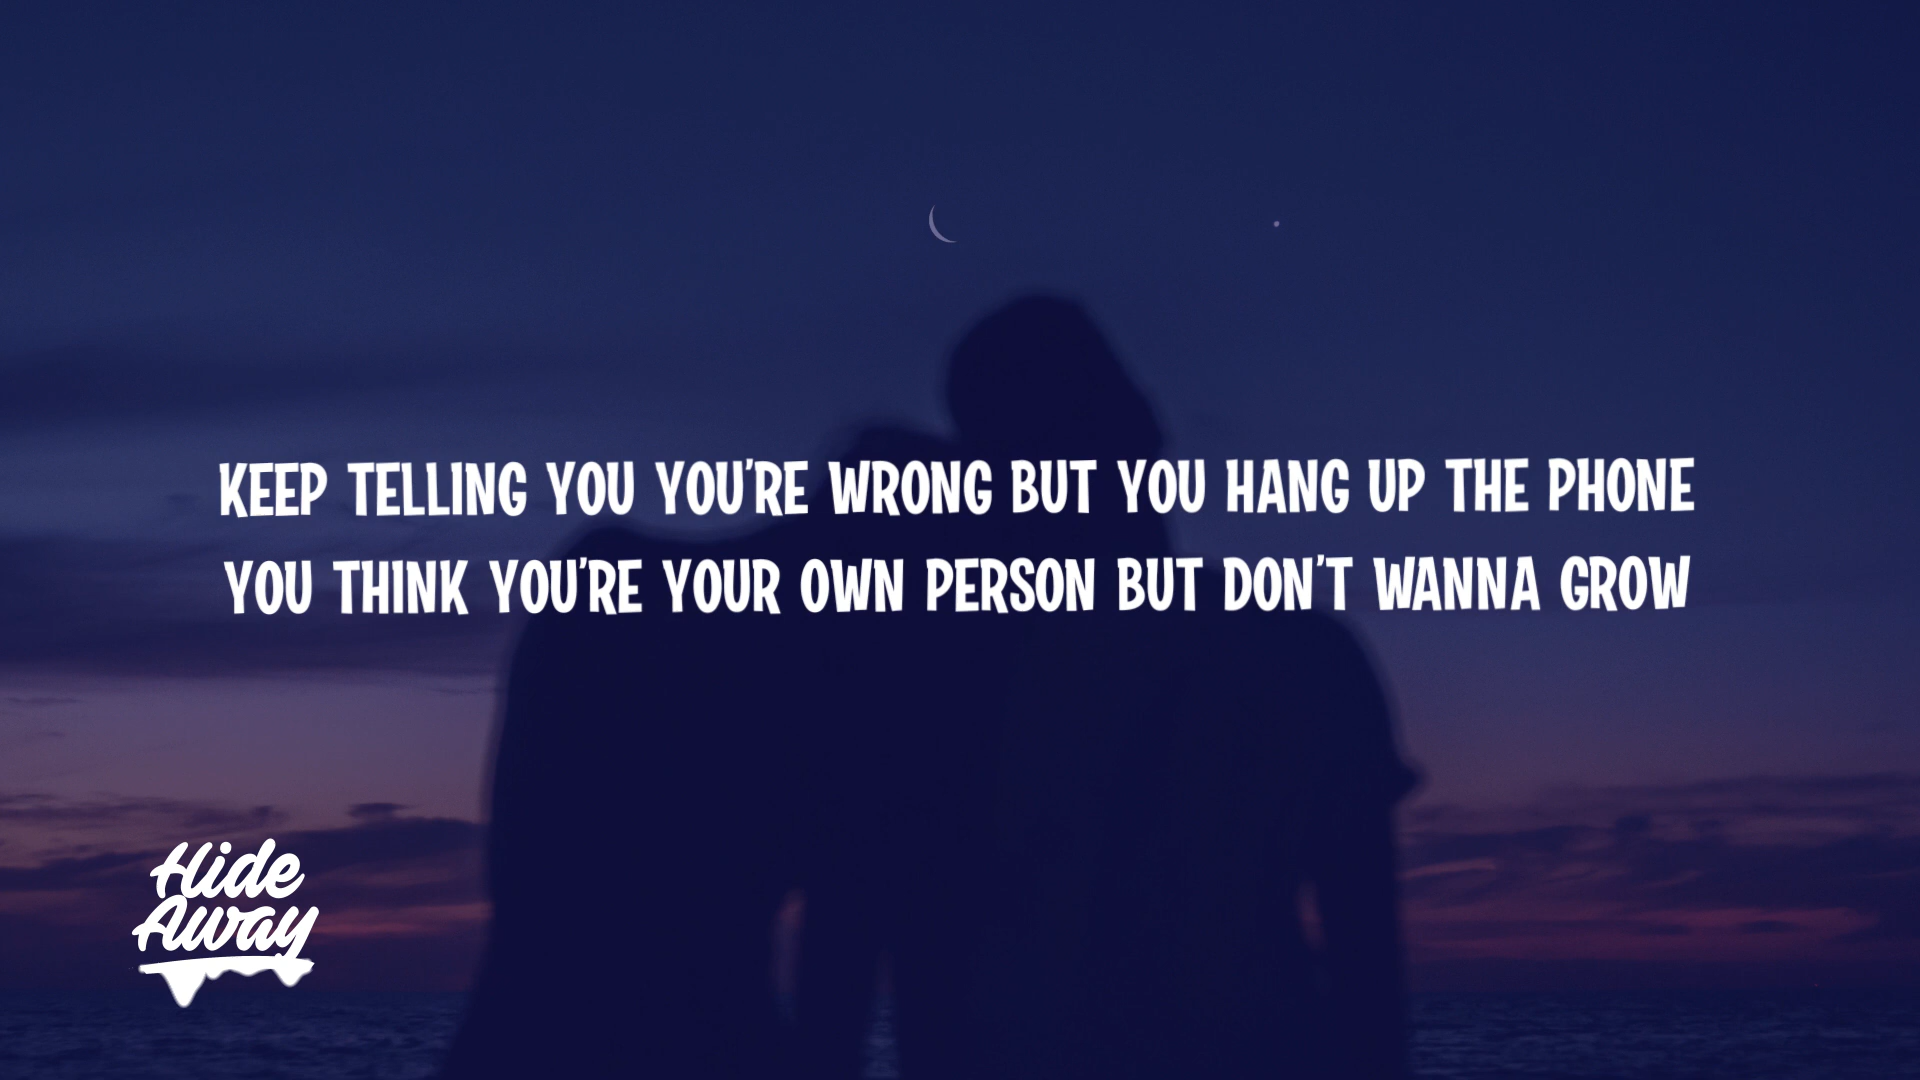 KEEP TELLING YOU YOU'RE WRONG BUT YOU HANG UP THE PHONE
YOU THINK YOU'RE YOUR OWN PERSON BUT DON'T WANNA GROW
Hide
Away